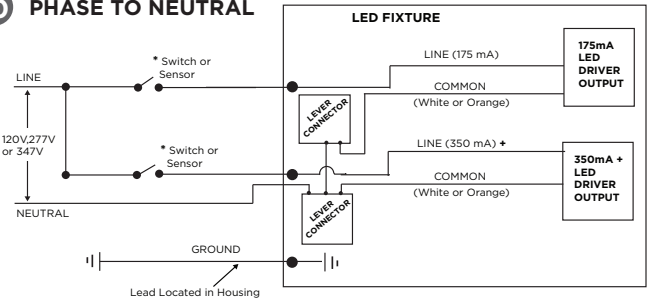 PHASE TO NEUTRAL
LED FIXTURE
* Switch or
Sensor
LINE
LINE (175 mA)
175mA
LED
DRIVER
OUTPUT
COMMON
(White or Orange)
LEVER
CONNECTOR
120V,277V
or 347V
* Switch or
Sensor
LINE (350 mA) +
350mA +
LED
DRIVER
OUTPUT
COMMON
(White or Orange)
LEVER
CONNECTOR
NEUTRAL
GROUND
Lead Located in Housing